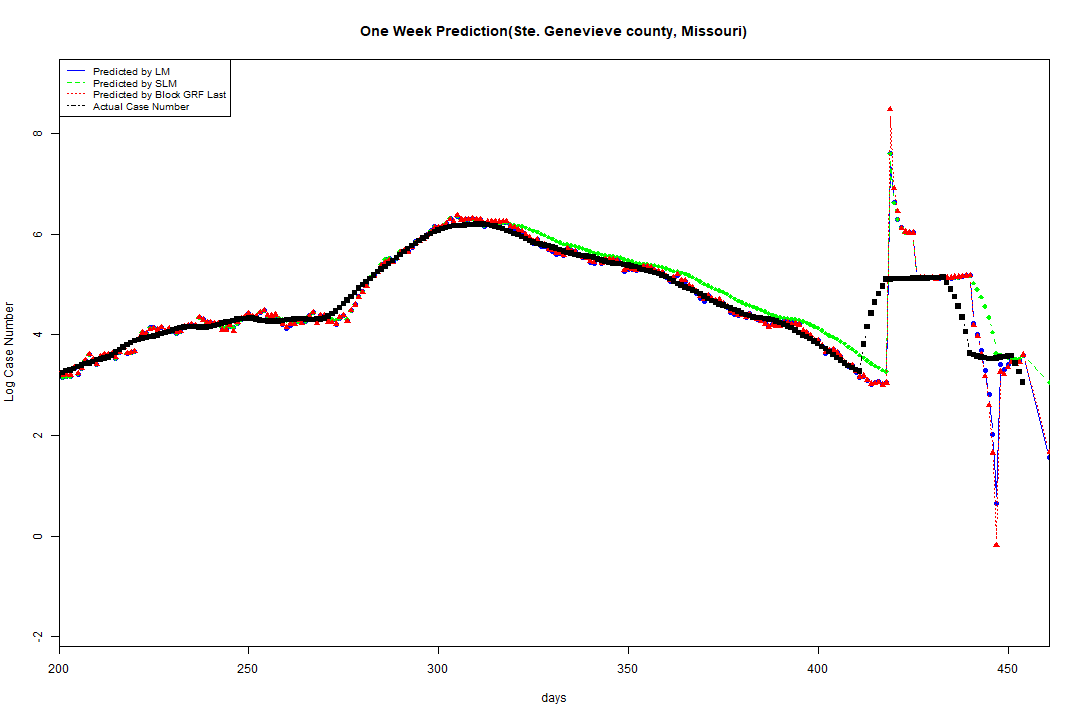 One Week Prediction(Ste. Genevieve county, Missouri)
Predicted by LM
Predicted by SLM
Predicted by Block GRF Last
Actual Case Number
8
6
4
2
0
-2
Log Case Number
200 250 300 350 400 450
days